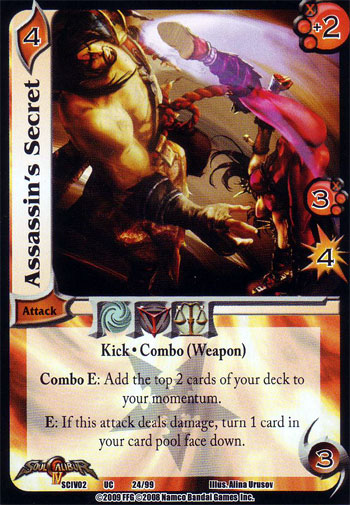 4
X
+2
Assassin's Secret
3
4
Attack
Kick • Combo (Weapon)
Combo E: Add the top 2 cards of your deck to
your momentum.
E: If this attack deals damage, turn 1 card in
your card pool face down.
3
SOULCALIBUR
IV
SCIV02 UC 24/99 Illus. Alina Urusov
©2009 FFG ©2008 Namco Bandai Games Inc.